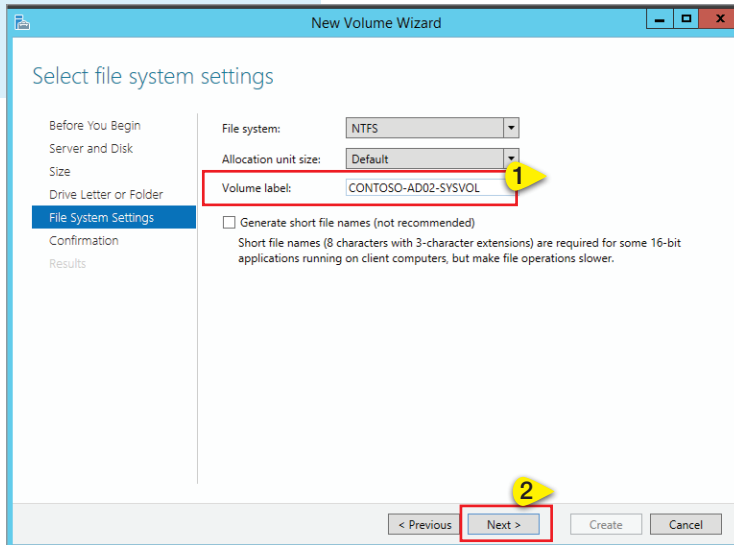 New Volume Wizard
Select file system settings
Before You Begin
Server and Disk
Size
Drive Letter or Folder
File System Settings
Confirmation
Results
File system: NTFS
Allocation unit size: Default
Volume label: CONTOSO-AD02-SYSVOL
1
Generate short file names (not recommended)
Short file names (8 characters with 3-character extensions) are required for some 16-bit
applications running on client computers, but make file operations slower.
2
< Previous Next > Create Cancel